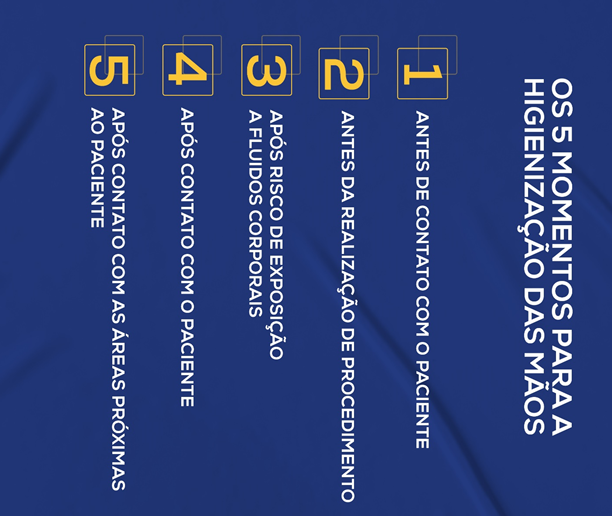 OS 5 MOMENTOS PARA A
HIGIENIZAÇÃO DAS MÃOS
1
ANTES DE CONTATO COM O PACIENTE
2
ANTES DA REALIZAÇÃO DE PROCEDIMENTO
3
APÓS RISCO DE EXPOSIÇÃO
A FLUIDOS CORPORAIS
4
APÓS CONTATO COM O PACIENTE
5
APÓS CONTATO COM AS ÁREAS PRÓXIMAS
AO PACIENTE